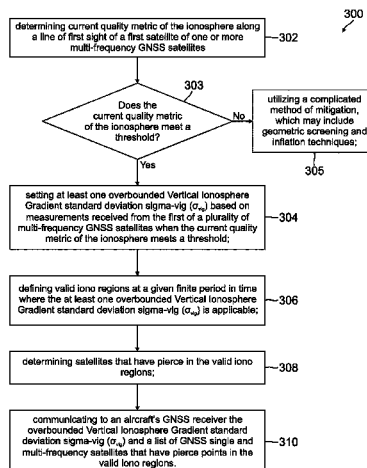 300
determining current quality metric of the ionosphere along
a line of first sight of a first satellite of one or more
multi-frequency GNSS satellites
302
303
Does the
current quality metric
of the ionosphere meet a
threshold?
No
utilizing a complicated
method of mitigation,
which may include
geometric screening and
inflation techniques;
305
Yes
setting at least one overbounded Vertical Ionosphere
Gradient standard deviation sigma-vig (σvig) based on
measurements received from the first of a plurality of
multi-frequency GNSS satellites when the current quality
metric of the ionosphere meets a threshold;
304
defining valid iono regions at a given finite period in time
where the at least one overbounded Vertical Ionosphere
Gradient standard deviation sigma-vig (σvig) is applicable;
306
determining satellites that have pierce in the valid iono
regions;
308
communicating to an aircraft's GNSS receiver the
overbounded Vertical Ionosphere Gradient standard
deviation sigma-vig (σvig) and a list of GNSS single and
multi-frequency satellites that have pierce points in the
valid iono regions.
310